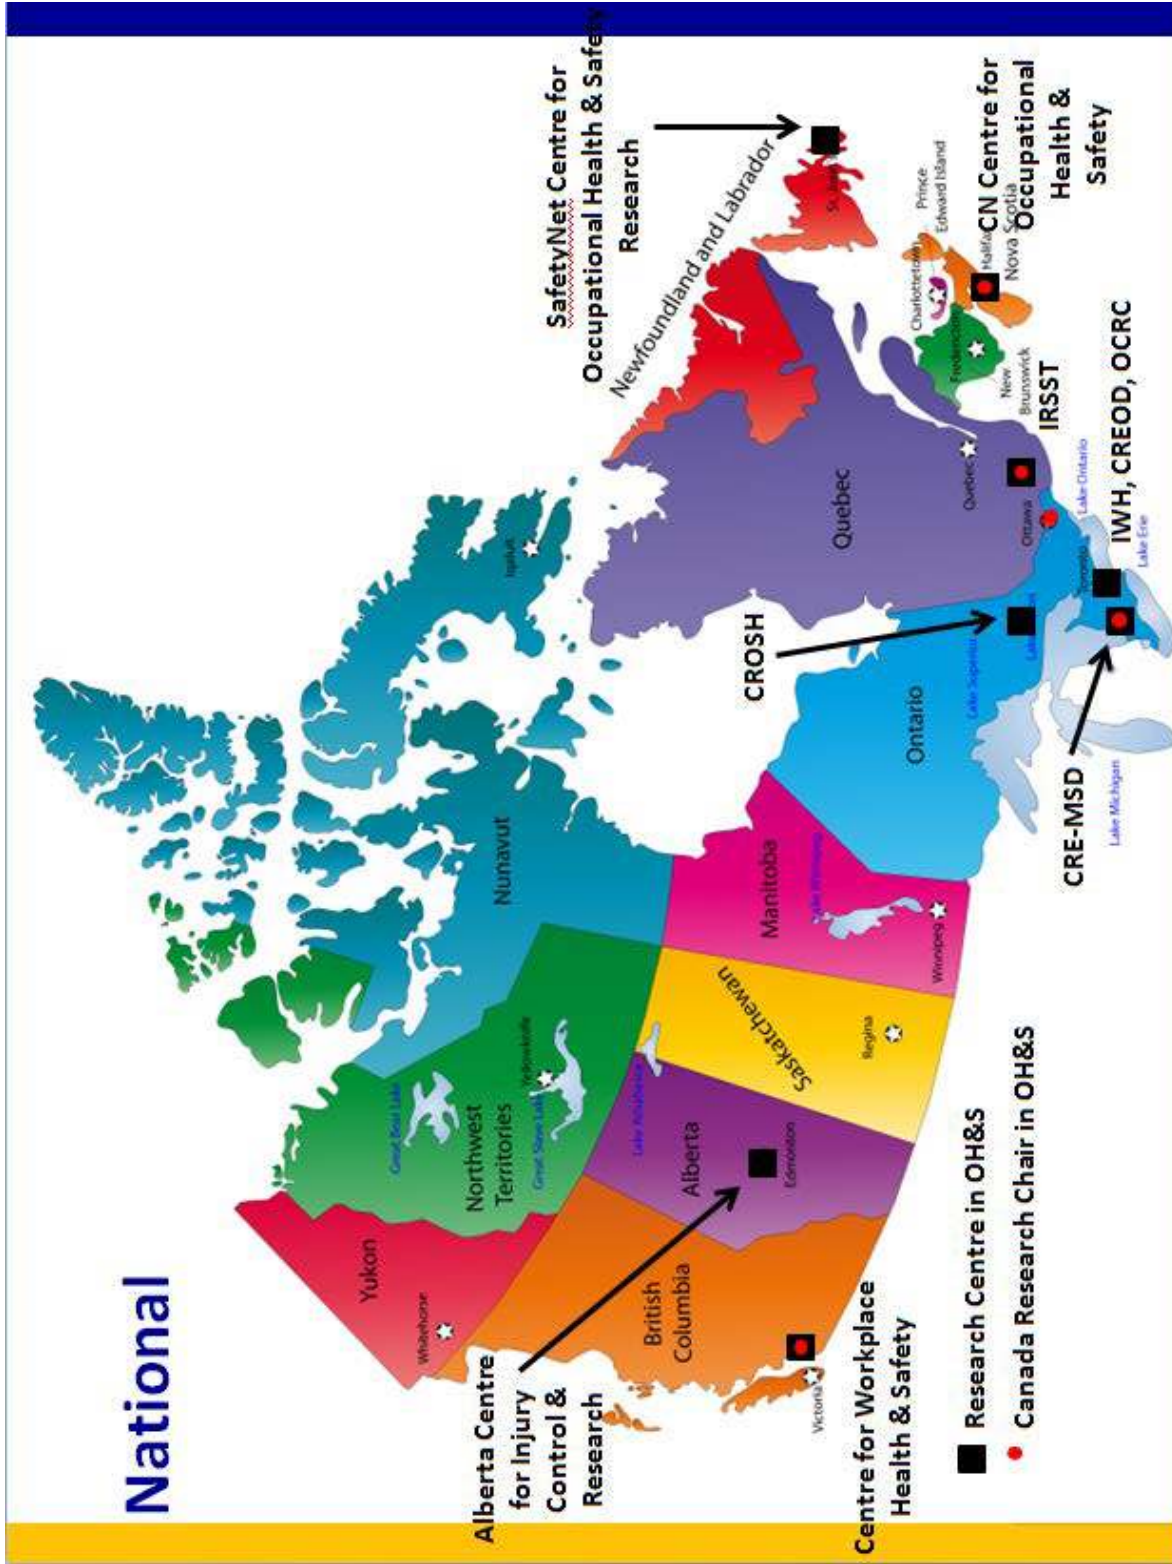 National
SafetyNet Centre for
Occupational Health & Safety
Research
Newfoundland and Labrador
St. John's
Iqaluit
Nunavut
Yukon
Whitehorse
Great Bear Lake
Northwest
Territories
Yellowknife
Great Slave Lake
Lake Athabasca
Alberta Centre
for Injury
Control &
Research
British
Columbia
Victoria
Alberta
Edmonton
Saskatchewan
Regina
Manitoba
Lake Winnipeg
Winnipeg
CROSH
Ontario
Lake Superior
Quebec
Quebec
Ottawa
Toronto
Lake Ontario
Lake Erie
Lake Michigan
Prince
Edward Island
Charlottetown
Fredericton
New
Brunswick
Halifax
Nova Scotia
CN Centre for
Occupational
Health &
Safety
IRSST
IWH, CREOD, OCRC
CRE-MSD
Centre for Workplace
Health & Safety
Research Centre in OH&S
Canada Research Chair in OH&S